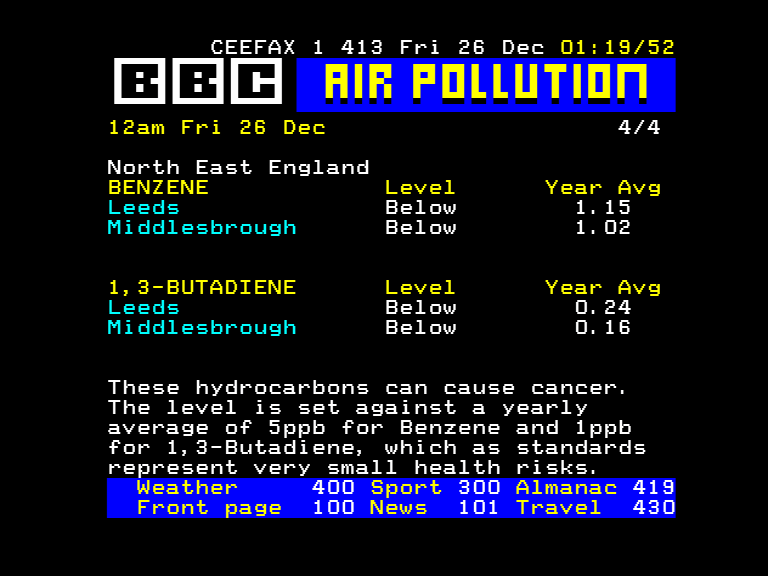 CEEFAX 1 413 Fri 26 Dec 01:19/52
BBC AIR POLLUTION
12am Fri 26 Dec 4/4
North East England
BENZENE Level Year Avg
Leeds Below 1.15
Middlesbrough Below 1.02
1,3-BUTADIENE Level Year Avg
Leeds Below 0.24
Middlesbrough Below 0.16
These hydrocarbons can cause cancer.
The level is set against a yearly
average of 5ppb for Benzene and 1ppb
for 1,3-Butadiene, which as standards
represent very small health risks.
Weather 400 Sport 300 Almanac 419
Front page 100 News 101 Travel 430